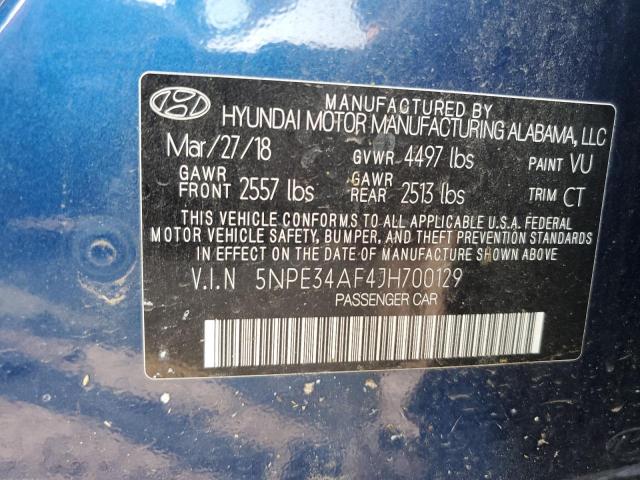 MANUFACTURED BY
HYUNDAI MOTOR MANUFACTURING ALABAMA, LLC
Mar/27/18 GVWR 4497 lbs PAINT VU
GAWR FRONT 2557 lbs GAWR REAR 2513 lbs TRIM CT
THIS VEHICLE CONFORMS TO ALL APPLICABLE U.S.A. FEDERAL
MOTOR VEHICLE SAFETY, BUMPER, AND THEFT PREVENTION STANDARDS
IN EFFECT ON THE DATE OF MANUFACTURE SHOWN ABOVE.
V.I.N 5NPE34AF4JH700129
PASSENGER CAR